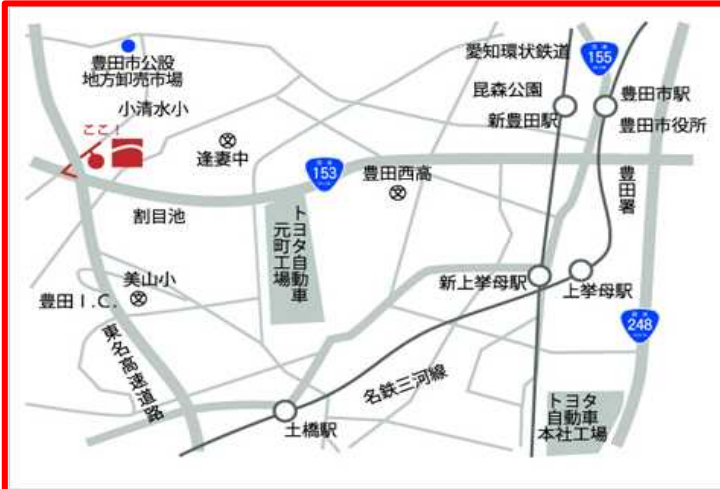 愛知環状鉄道
155
豊田市公設
地方卸売市場
昆森公園
新豊田駅
豊田市駅
豊田市役所
小清水小
ここ!
逢妻中
153
豊田西高
豊田署
割目池
トヨタ自動車
元町工場
美山小
豊田I.C.
新上挙母駅
上挙母駅
248
東名高速道路
名鉄三河線
土橋駅
トヨタ
自動車
本社工場